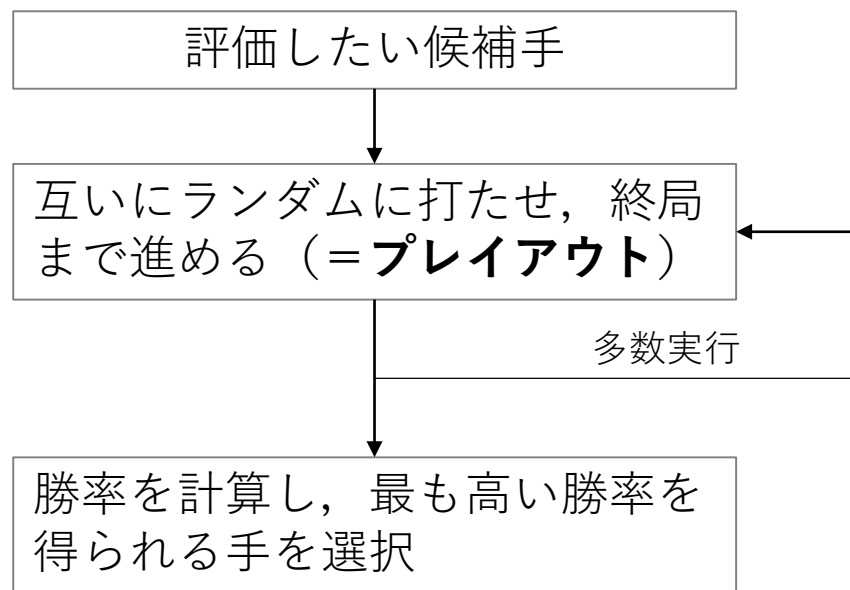 評価したい候補手
互いにランダムに打たせ，終局
まで進める（＝プレイアウト）
多数実行
勝率を計算し，最も高い勝率を
得られる手を選択